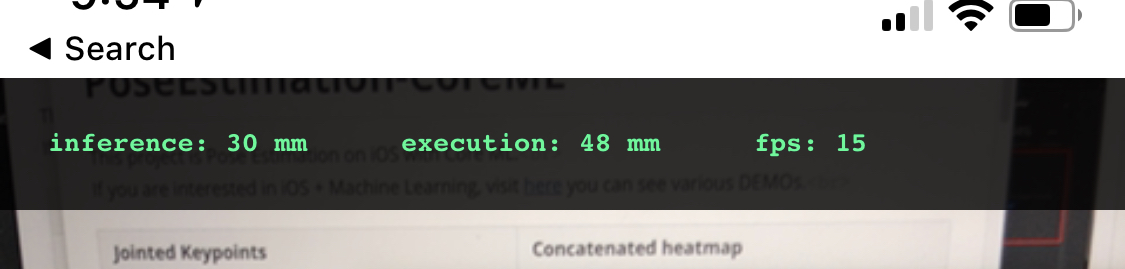 ◀ Search
PoseEstimation-CoreML
inference: 30 mm execution: 48 mm fps: 15
This project is Pose Estimation on iOS with Core ML.
If you are interested in iOS + Machine Learning, visit here you can see various DEMOs.
Jointed Keypoints Concatenated heatmap